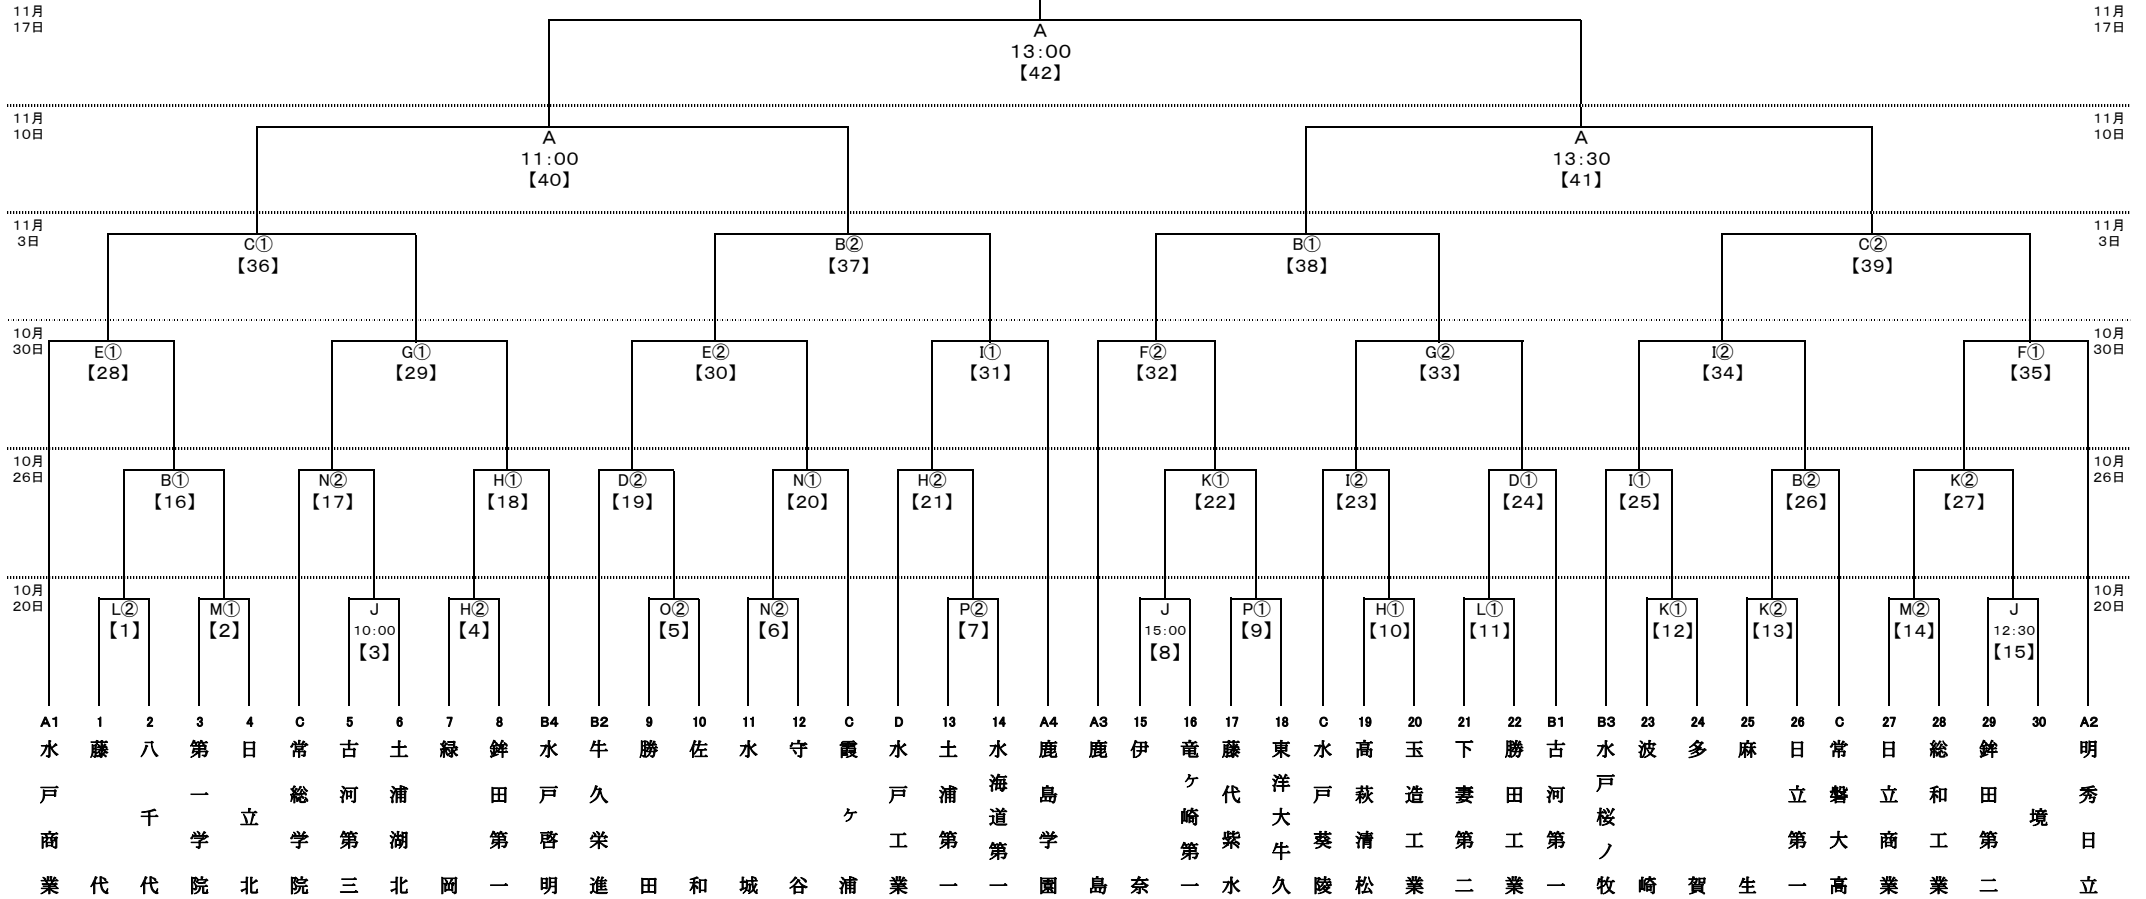 11月
17日
A
13:00
【42】
11月
17日
11月
10日
A
11:00
【40】
A
13:30
【41】
11月
10日
11月
3日
C①
【36】
B②
【37】
B①
【38】
C②
【39】
11月
3日
10月
30日
E①
【28】
G①
【29】
E②
【30】
I①
【31】
F②
【32】
G②
【33】
I②
【34】
F①
【35】
10月
30日
10月
26日
B①
【16】
N②
【17】
H①
【18】
D②
【19】
N①
【20】
H②
【21】
K①
【22】
I②
【23】
D①
【24】
I①
【25】
B②
【26】
K②
【27】
10月
26日
10月
20日
L②
【1】
M①
【2】
J
10:00
【3】
H②
【4】
O②
【5】
N②
【6】
P②
【7】
J
15:00
【8】
P①
【9】
H①
【10】
L①
【11】
K①
【12】
K②
【13】
M②
【14】
J
12:30
【15】
10月
20日
A1
水戸商業
1
藤代
2
八千代
3
第一学院
4
日立北
C
常総学院
5
古河第三
6
土浦湖北
7
緑岡
8
鉾田第一
B4
水戸啓明
B2
牛久栄進
9
勝田
10
佐和
11
水城
12
守谷
C
霞ヶ浦
D
水戸工業
13
土浦第一
14
水海道第一
A4
鹿島学園
A3
鹿島
15
伊奈
16
竜ヶ崎第一
17
藤代紫水
18
東洋大牛久
C
水戸葵陵
19
高萩清松
20
玉造工業
21
下妻第二
22
勝田工業
B1
古河第一
B3
水戸桜ノ牧
23
波崎
24
多賀
25
麻生
26
日立第一
C
常磐大高
27
日立商業
28
総和工業
29
鉾田第二
30
境
A2
明秀日立